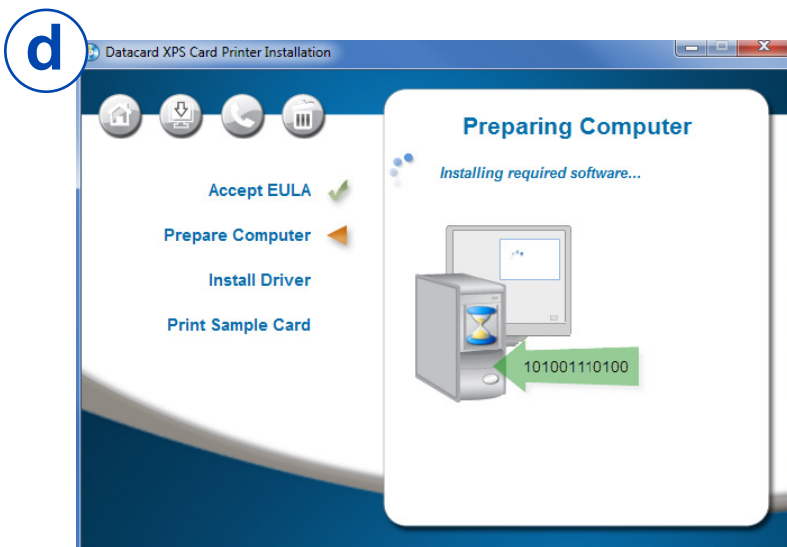 d
Datacard XPS Card Printer Installation
Preparing Computer
Installing required software...
Accept EULA
Prepare Computer
Install Driver
Print Sample Card
101001110100